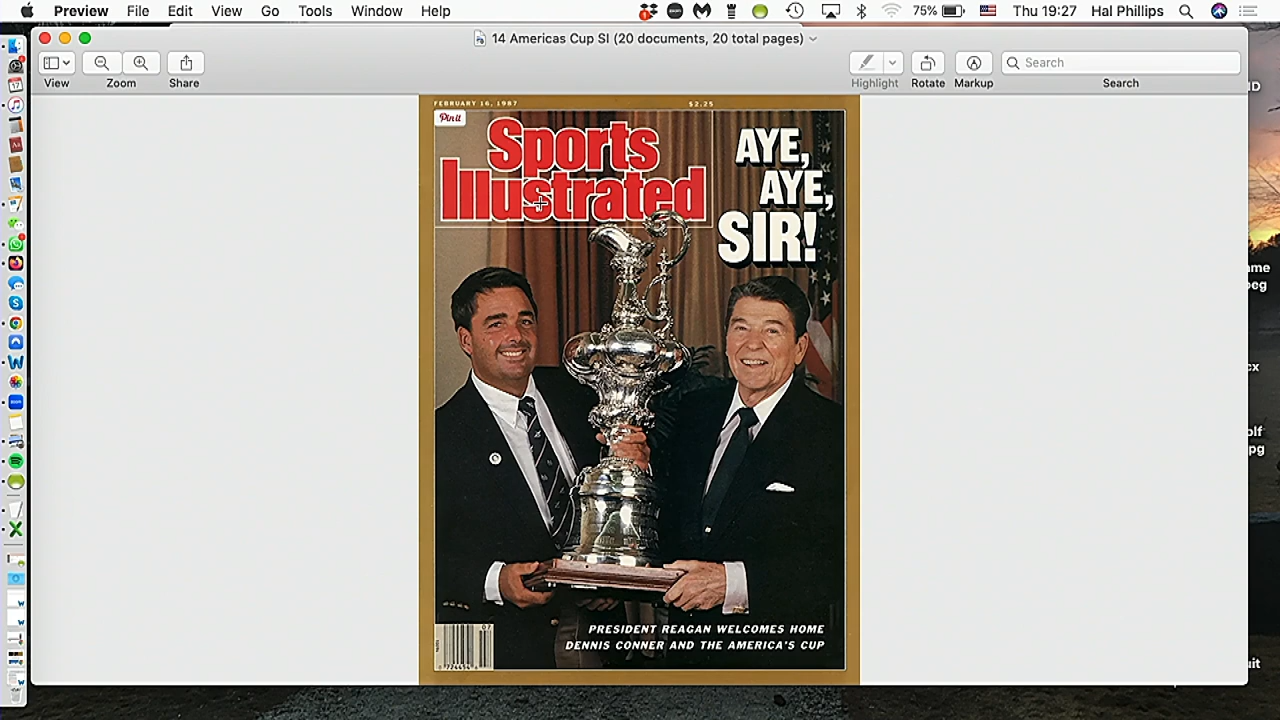 Preview File Edit View Go Tools Window Help 75% Thu 19:27 Hal Phillips
14 Americas Cup SI (20 documents, 20 total pages)
View Zoom Share Highlight Rotate Markup Search
Search
FEBRUARY 16, 1987 $2.25
Pin it
Sports
Illustrated
AYE,
AYE,
SIR!
PRESIDENT REAGAN WELCOMES HOME
DENNIS CONNER AND THE AMERICA'S CUP
07